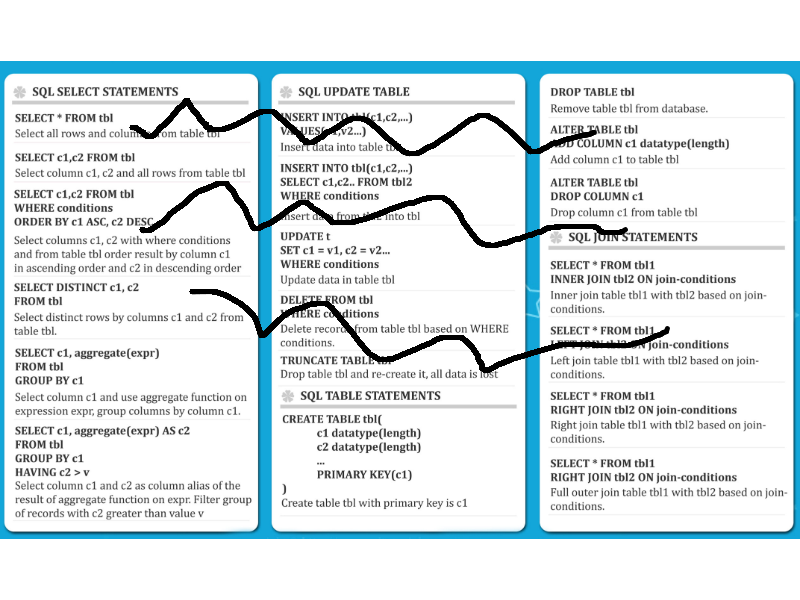 SQL SELECT STATEMENTS
SELECT * FROM tbl
Select all rows and columns from table tbl
SELECT c1,c2 FROM tbl
Select column c1, c2 and all rows from table tbl
SELECT c1,c2 FROM tbl
WHERE conditions
ORDER BY c1 ASC, c2 DESC
Select columns c1, c2 with where conditions
and from table tbl order result by column c1
in ascending order and c2 in descending order
SELECT DISTINCT c1, c2
FROM tbl
Select distinct rows by columns c1 and c2 from
table tbl.
SELECT c1, aggregate(expr)
FROM tbl
GROUP BY c1
Select column c1 and use aggregate function on
expression expr, group columns by column c1.
SELECT c1, aggregate(expr) AS c2
FROM tbl
GROUP BY c1
HAVING c2 > v
Select column c1 and c2 as column alias of the
result of aggregate function on expr. Filter group
of records with c2 greater than value v
SQL UPDATE TABLE
INSERT INTO tbl(c1,c2,...)
VALUES(v1,v2...)
Insert data into table tbl
INSERT INTO tbl(c1,c2,...)
SELECT c1,c2.. FROM tbl2
WHERE conditions
Insert data from tbl2 into tbl
UPDATE t
SET c1 = v1, c2 = v2...
WHERE conditions
Update data in table tbl
DELETE FROM tbl
WHERE conditions
Delete records from table tbl based on WHERE
conditions.
TRUNCATE TABLE tbl
Drop table tbl and re-create it, all data is lost
SQL TABLE STATEMENTS
CREATE TABLE tbl(
c1 datatype(length)
c2 datatype(length)
...
PRIMARY KEY(c1)
)
Create table tbl with primary key is c1
DROP TABLE tbl
Remove table tbl from database.
ALTER TABLE tbl
ADD COLUMN c1 datatype(length)
Add column c1 to table tbl
ALTER TABLE tbl
DROP COLUMN c1
Drop column c1 from table tbl
SQL JOIN STATEMENTS
SELECT * FROM tbl1
INNER JOIN tbl2 ON join-conditions
Inner join table tbl1 with tbl2 based on join-
conditions.
SELECT * FROM tbl1
LEFT JOIN tbl2 ON join-conditions
Left join table tbl1 with tbl2 based on join-
conditions.
SELECT * FROM tbl1
RIGHT JOIN tbl2 ON join-conditions
Right join table tbl1 with tbl2 based on join-
conditions.
SELECT * FROM tbl1
RIGHT JOIN tbl2 ON join-conditions
Full outer join table tbl1 with tbl2 based on join-
conditions.